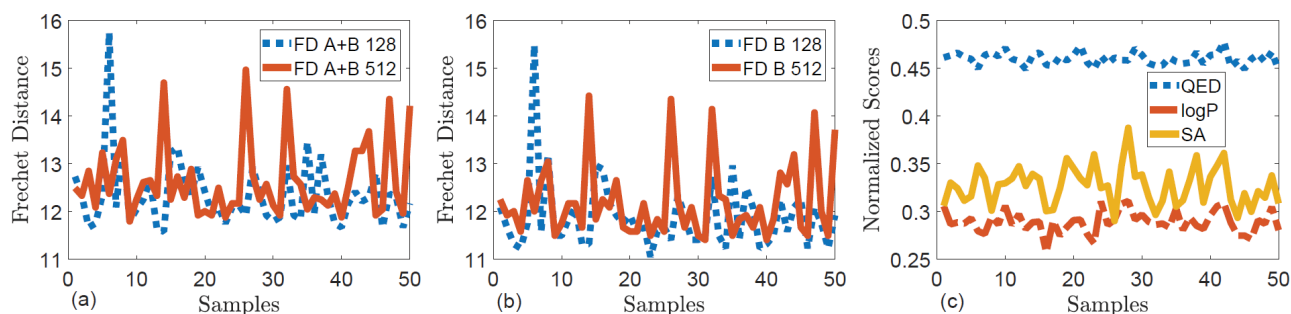 16
15
14
13
12
11
Frechet Distance
FD A+B 128
FD A+B 512
0 10 20 30 40 50
(a)
Samples
16
15
14
13
12
11
Frechet Distance
FD B 128
FD B 512
0 10 20 30 40 50
(b)
Samples
0.5
0.45
0.4
0.35
0.3
0.25
Normalized Scores
QED
logP
SA
0 10 20 30 40 50
(c)
Samples